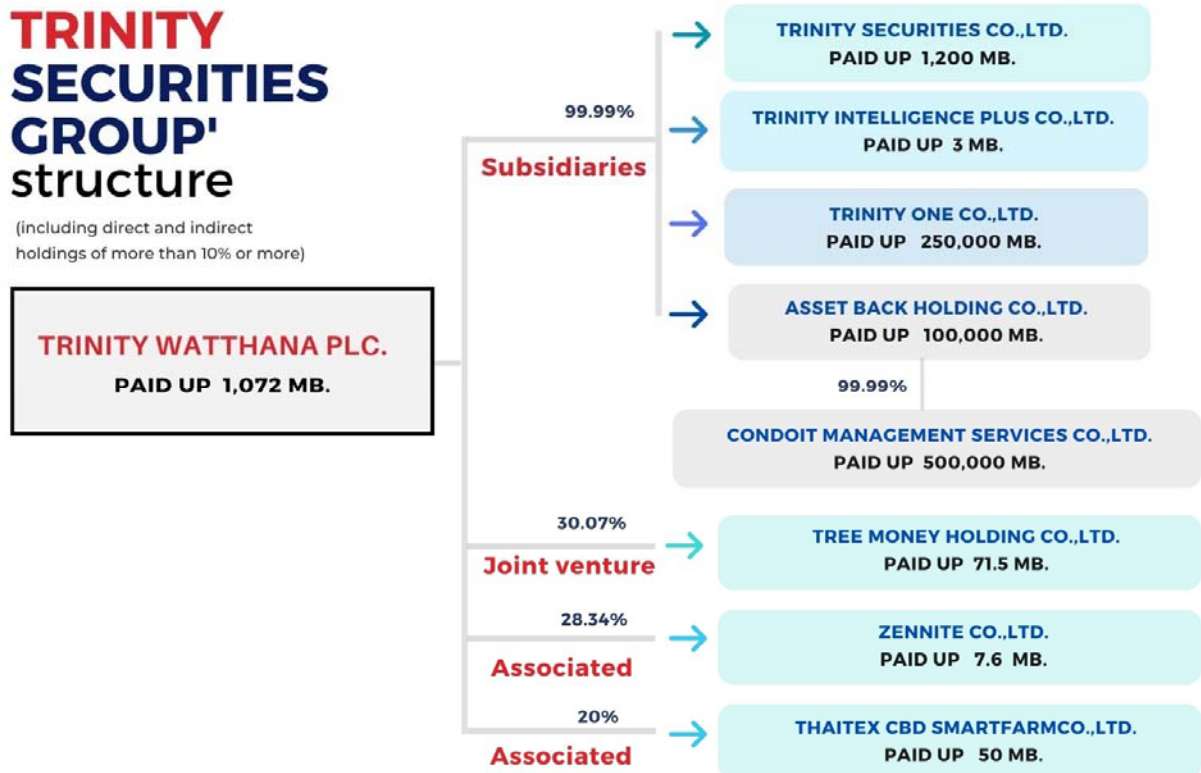 TRINITY
SECURITIES
GROUP'
structure
(including direct and indirect
holdings of more than 10% or more)
TRINITY WATTHANA PLC.
PAID UP 1,072 MB.
99.99%
Subsidiaries
TRINITY SECURITIES CO.,LTD.
PAID UP 1,200 MB.
TRINITY INTELLIGENCE PLUS CO.,LTD.
PAID UP 3 MB.
TRINITY ONE CO.,LTD.
PAID UP 250,000 MB.
ASSET BACK HOLDING CO.,LTD.
PAID UP 100,000 MB.
99.99%
CONDOIT MANAGEMENT SERVICES CO.,LTD.
PAID UP 500,000 MB.
30.07%
Joint venture
TREE MONEY HOLDING CO.,LTD.
PAID UP 71.5 MB.
28.34%
Associated
ZENNITE CO.,LTD.
PAID UP 7.6 MB.
20%
Associated
THAITEX CBD SMARTFARMCO.,LTD.
PAID UP 50 MB.